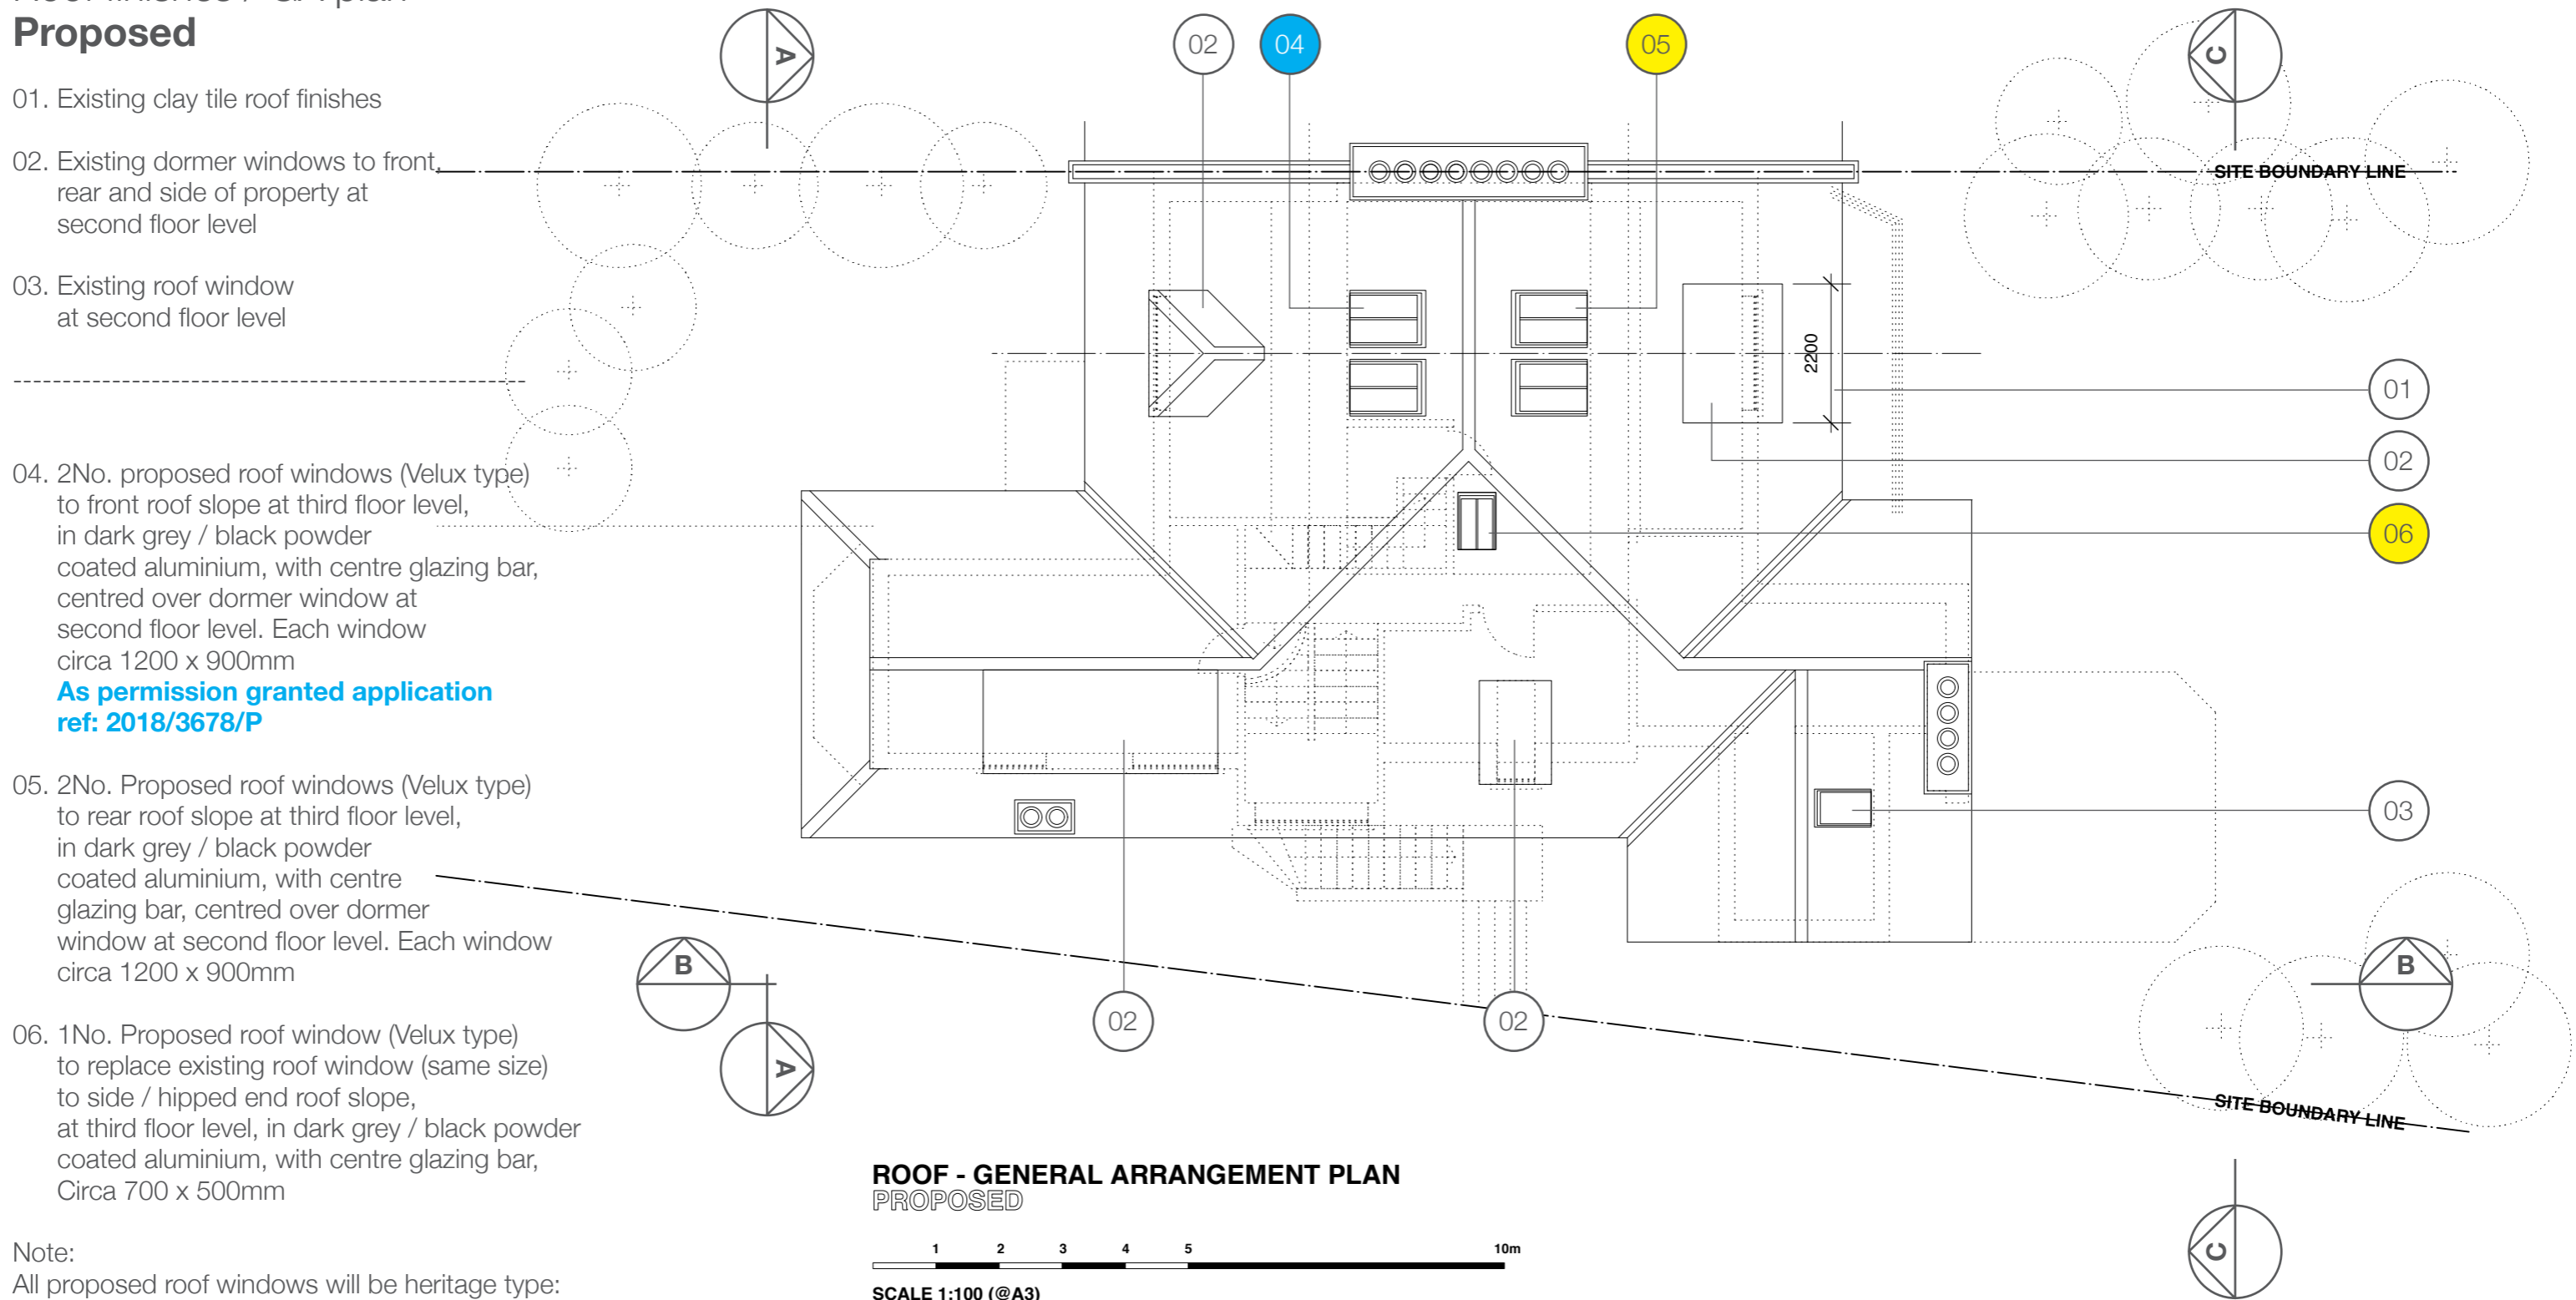 Proposed
01. Existing clay tile roof finishes
02. Existing dormer windows to front,
rear and side of property at
second floor level
03. Existing roof window
at second floor level
04. 2No. proposed roof windows (Velux type)
to front roof slope at third floor level,
in dark grey / black powder
coated aluminium, with centre glazing bar,
centred over dormer window at
second floor level. Each window
circa 1200 x 900mm
As permission granted application
ref: 2018/3678/P
05. 2No. Proposed roof windows (Velux type)
to rear roof slope at third floor level,
in dark grey / black powder
coated aluminium, with centre
glazing bar, centred over dormer
window at second floor level. Each window
circa 1200 x 900mm
06. 1No. Proposed roof window (Velux type)
to replace existing roof window (same size)
to side / hipped end roof slope,
at third floor level, in dark grey / black powder
coated aluminium, with centre glazing bar,
Circa 700 x 500mm
Note:
All proposed roof windows will be heritage type:
A
02
04
05
C
SITE BOUNDARY LINE
2200
01
02
06
03
B
A
02
02
B
SITE BOUNDARY LINE
C
ROOF - GENERAL ARRANGEMENT PLAN
PROPOSED
1 2 3 4 5 10m
SCALE 1:100 (@A3)